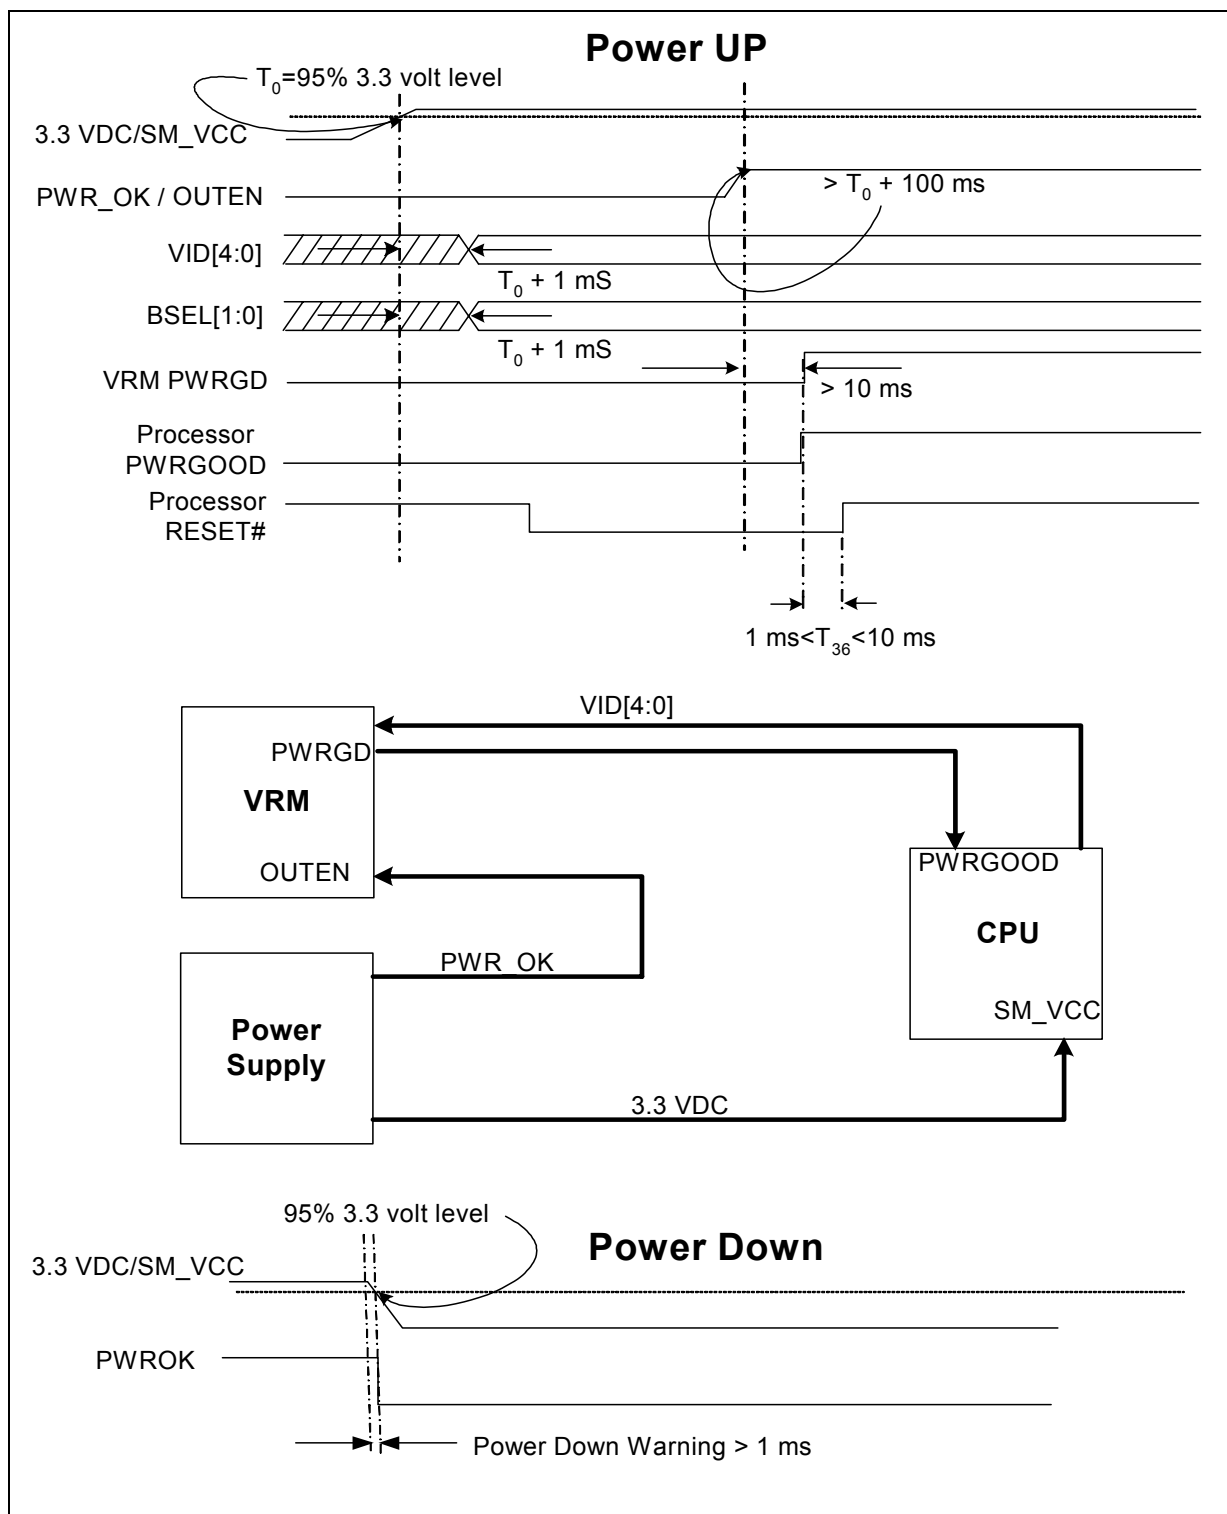 Power UP
T0=95% 3.3 volt level
3.3 VDC/SM_VCC
PWR_OK / OUTEN
> T0 + 100 ms
VID[4:0]
T0 + 1 mS
BSEL[1:0]
T0 + 1 mS
VRM PWRGD
> 10 ms
Processor
PWRGOOD
Processor
RESET#
1 ms<T36<10 ms
VID[4:0]
PWRGD
VRM
OUTEN
PWRGOOD
CPU
SM_VCC
PWR_OK
Power
Supply
3.3 VDC
95% 3.3 volt level
Power Down
3.3 VDC/SM_VCC
PWROK
Power Down Warning > 1 ms